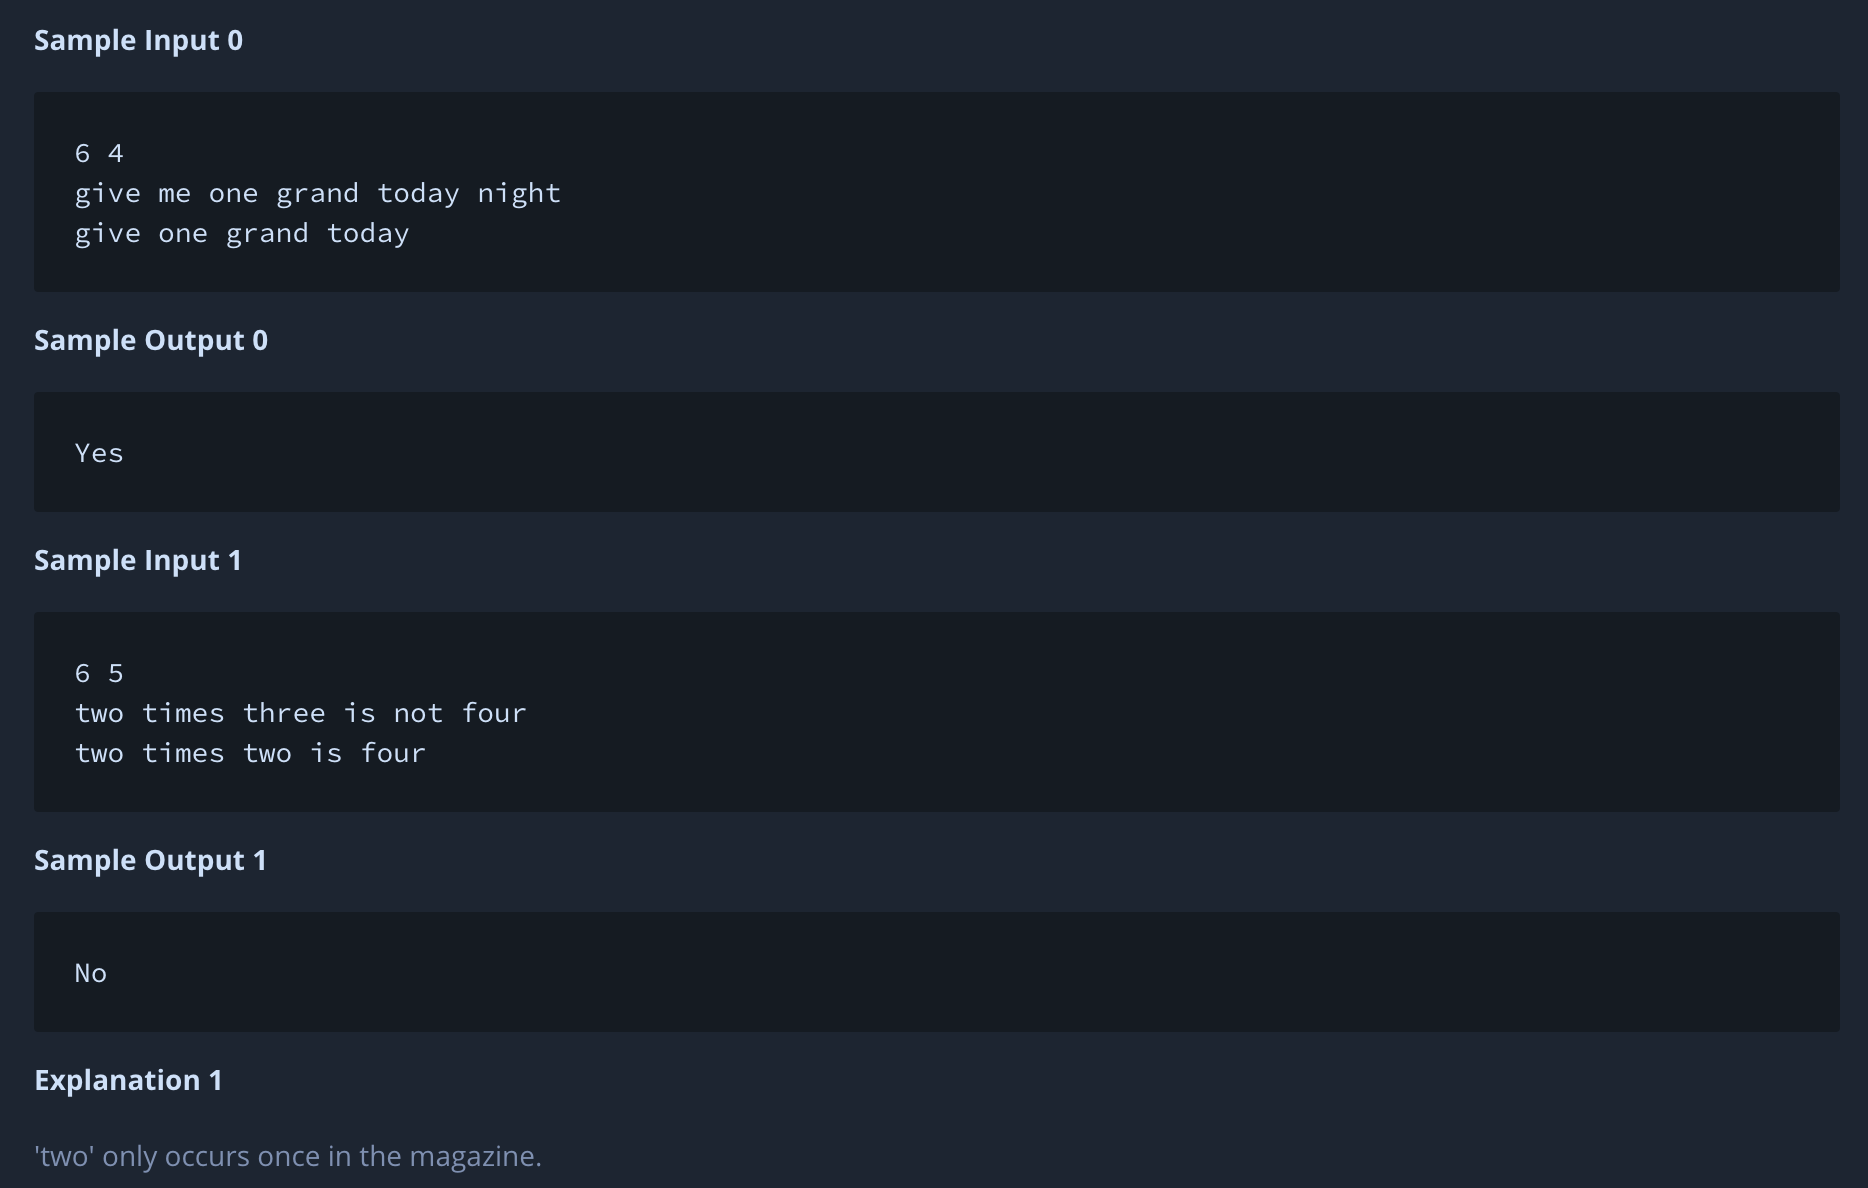 Sample Input 0
6 4
give me one grand today night
give one grand today
Sample Output 0
Yes
Sample Input 1
6 5
two times three is not four
two times two is four
Sample Output 1
No
Explanation 1
'two' only occurs once in the magazine.